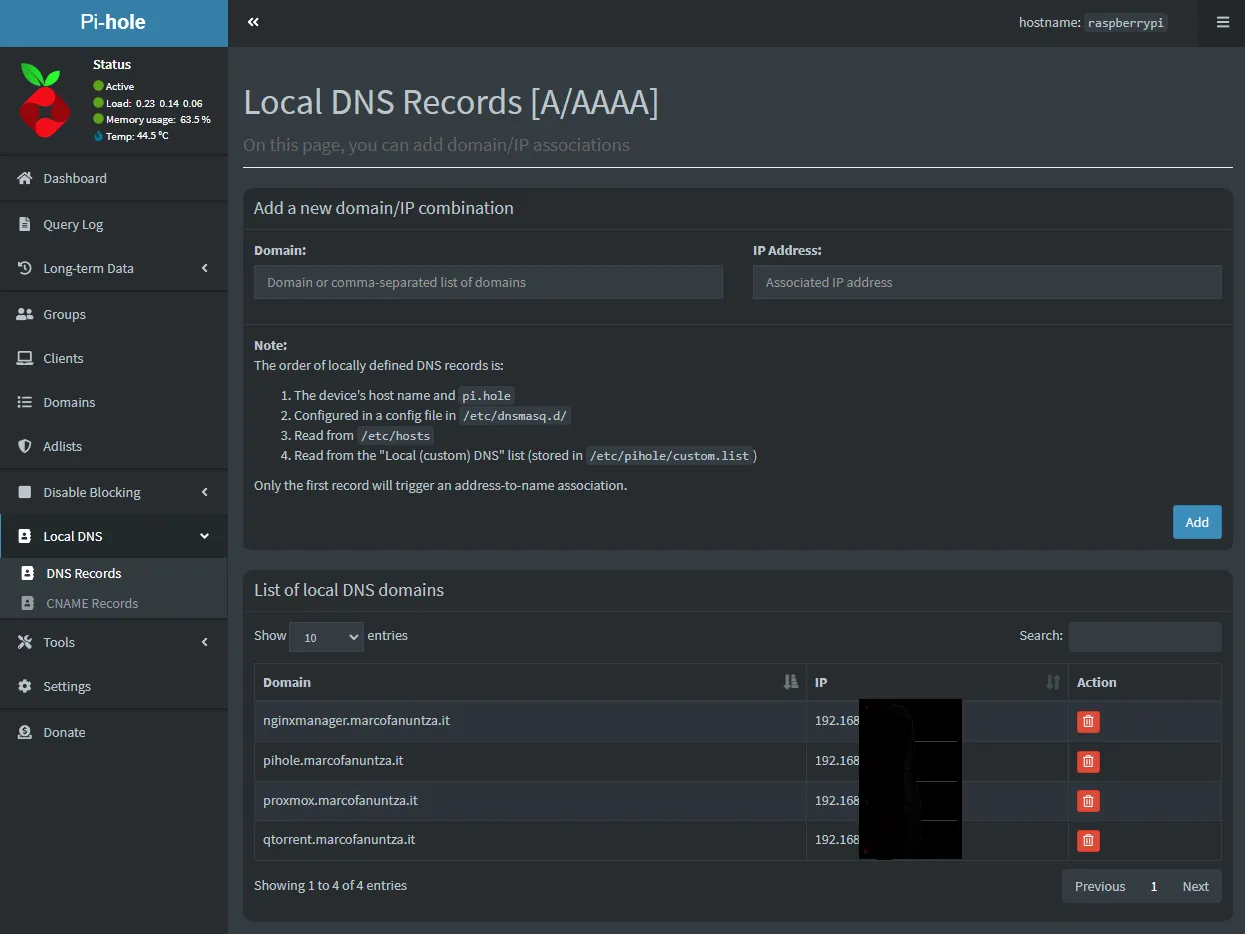 Pi-hole
hostname: raspberrypi
Status
Active
Load: 0.23 0.14 0.06
Memory usage: 63.5 %
Temp: 44.5 °C
Dashboard
Query Log
Long-term Data
Groups
Clients
Domains
Adlists
Disable Blocking
Local DNS
DNS Records
CNAME Records
Tools
Settings
Donate
Local DNS Records [A/AAAA]
On this page, you can add domain/IP associations
Add a new domain/IP combination
Domain: IP Address:
Domain or comma-separated list of domains Associated IP address
Note:
The order of locally defined DNS records is:
1. The device's host name and pi.hole
2. Configured in a config file in /etc/dnsmasq.d/
3. Read from /etc/hosts
4. Read from the "Local (custom) DNS" list (stored in /etc/pihole/custom.list)
Only the first record will trigger an address-to-name association.
Add
List of local DNS domains
Show 10 entries Search:
Domain IP Action
nginxmanager.marcofanuntza.it 192.168
pihole.marcofanuntza.it 192.168
proxmox.marcofanuntza.it 192.168
qtorrent.marcofanuntza.it 192.168
Showing 1 to 4 of 4 entries Previous 1 Next